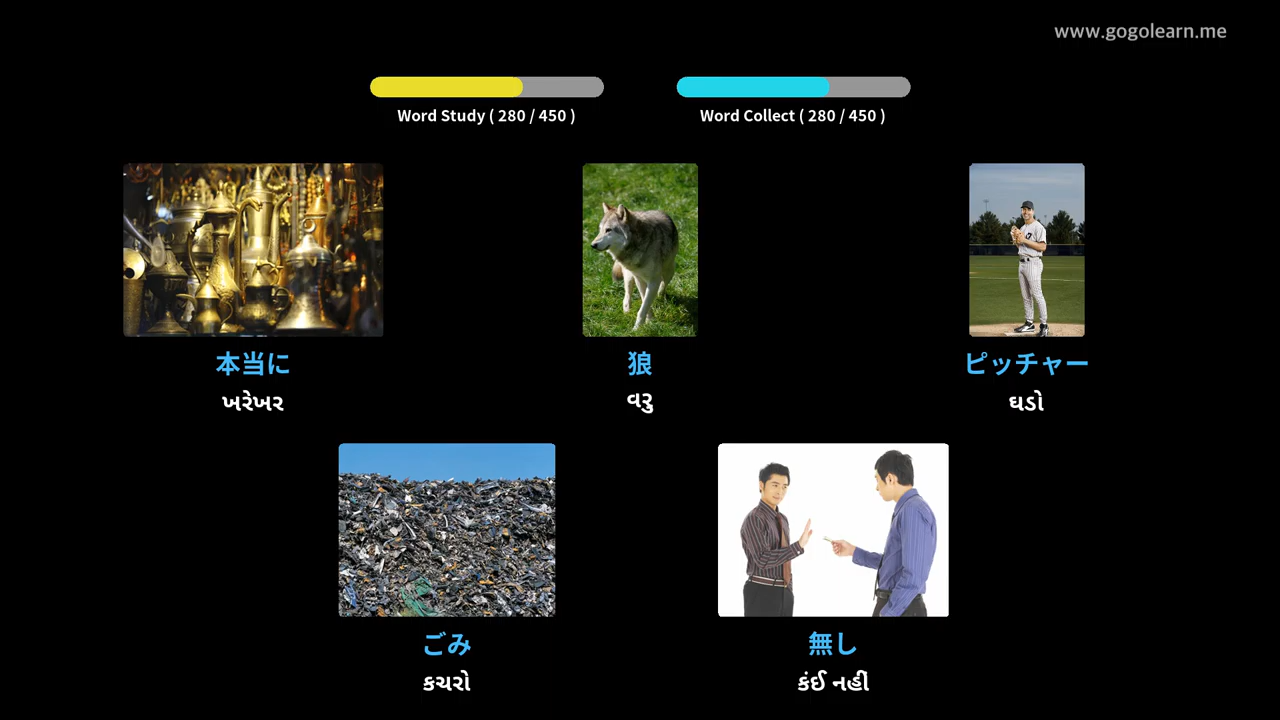 www.gogolearn.me
Word Study ( 280 / 450 )
Word Collect ( 280 / 450 )
本当に
ખરેખર
狼
વરુ
ピッチャー
ઘડો
ごみ
કચરો
無し
કંઈ નહીં